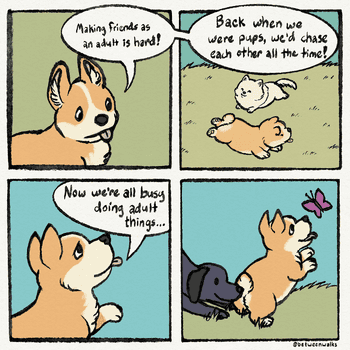 Making friends as
an adult is hard!
Back when we
were pups, we'd chase
each other all the time!
Now we're all busy
doing adult
things...
@betweenwalks